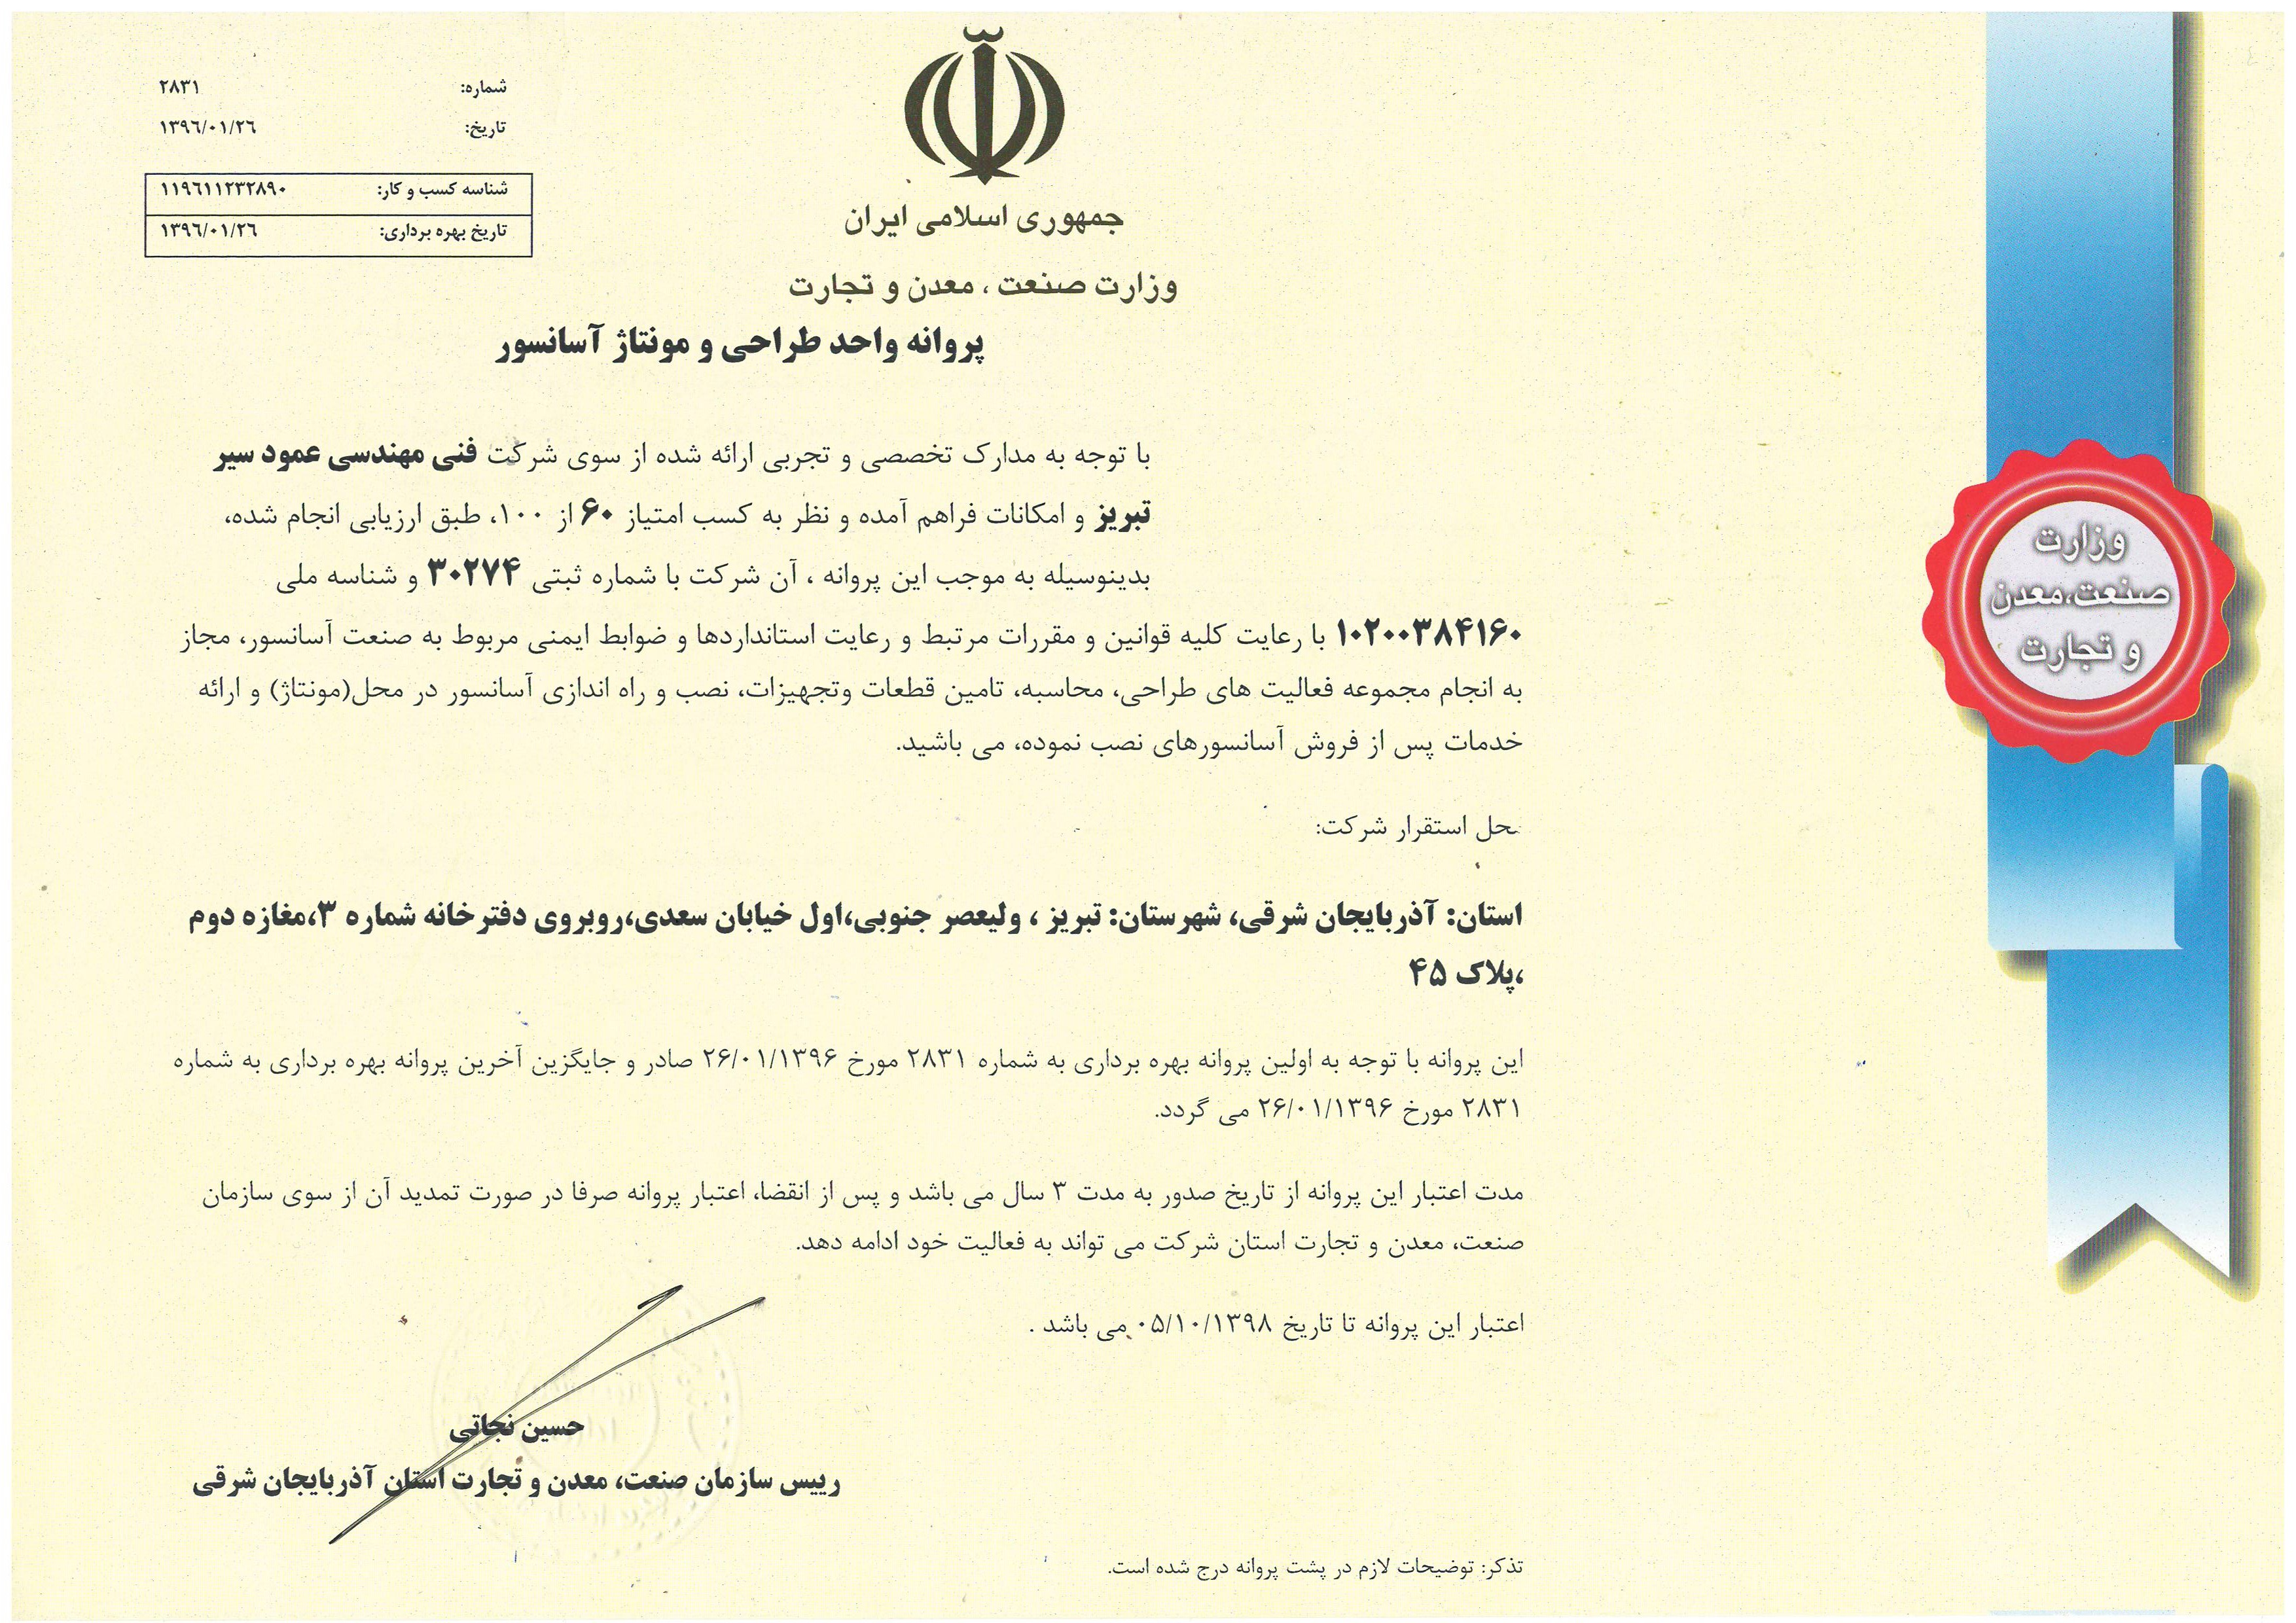 شماره: ۲۸۳۱
تاریخ: ۱۳۹٦/۰۱/۲٦
شناسه کسب و کار: ۱۱۹٦۱۱۲۳۲۸۹۰
تاریخ بهره برداری: ۱۳۹٦/۰۱/۲٦
جمهوری اسلامی ایران
وزارت صنعت ، معدن و تجارت
پروانه واحد طراحی و مونتاژ آسانسور
با توجه به مدارک تخصصی و تجربی ارائه شده از سوی شرکت فنی مهندسی عمود سیر
تبریز و امکانات فراهم آمده و نظر به کسب امتیاز ۶۰ از ۱۰۰، طبق ارزیابی انجام شده،
بدینوسیله به موجب این پروانه ، آن شرکت با شماره ثبتی ۳۰۲۷۴ و شناسه ملی
۱۰۲۰۰۳۸۴۱۶۰ با رعایت کلیه قوانین و مقررات مرتبط و رعایت استانداردها و ضوابط ایمنی مربوط به صنعت آسانسور، مجاز
به انجام مجموعه فعالیت های طراحی، محاسبه، تامین قطعات وتجهیزات، نصب و راه اندازی آسانسور در محل(مونتاژ) و ارائه
خدمات پس از فروش آسانسورهای نصب نموده، می باشید.
محل استقرار شرکت:
استان: آذربایجان شرقی، شهرستان: تبریز ، ولیعصر جنوبی،اول خیابان سعدی،روبروی دفترخانه شماره ۳،مغازه دوم
،پلاک ۴۵
این پروانه با توجه به اولین پروانه بهره برداری به شماره ۲۸۳۱ مورخ ۲۶/۰۱/۱۳۹۶ صادر و جایگزین آخرین پروانه بهره برداری به شماره
۲۸۳۱ مورخ ۲۶/۰۱/۱۳۹۶ می گردد.
مدت اعتبار این پروانه از تاریخ صدور به مدت ۳ سال می باشد و پس از انقضا، اعتبار پروانه صرفا در صورت تمدید آن از سوی سازمان
صنعت، معدن و تجارت استان شرکت می تواند به فعالیت خود ادامه دهد.
اعتبار این پروانه تا تاریخ ۰۵/۱۰/۱۳۹۸ می باشد .
حسین نجاتی
رییس سازمان صنعت، معدن و تجارت استان آذربایجان شرقی
تذکر: توضیحات لازم در پشت پروانه درج شده است.
وزارت
صنعت،معدن
و تجارت